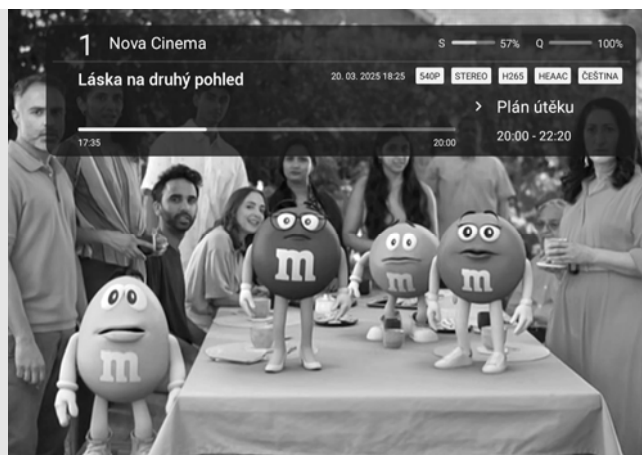 1 Nova Cinema
S 57% Q 100%
Láska na druhý pohled
20. 03. 2025 18:25 540P STEREO H265 HEAAC ČEŠTINA
> Plán útěku
17:35 20:00
20:00 - 22:20
m
m
m
m